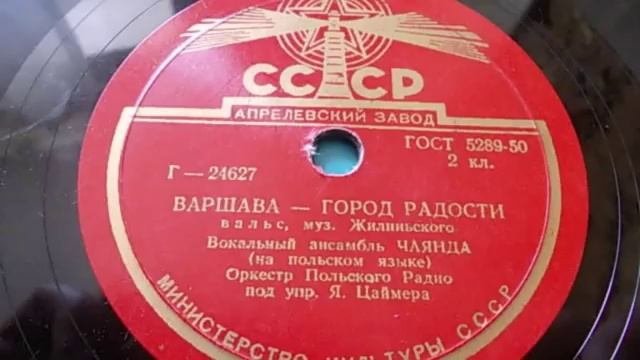 СССР
АПРЕЛЕВСКИЙ ЗАВОД
ГОСТ 5289-50
2 кл.
Г — 24627
ВАРШАВА — ГОРОД РАДОСТИ
вальс, муз. Жилиньского
Вокальный ансамбль ЧАЯНДА
(на польском языке)
Оркестр Польского Радио
под упр. Я. Цаймера
МИНИСТЕРСТВО КУЛЬТУРЫ СССР